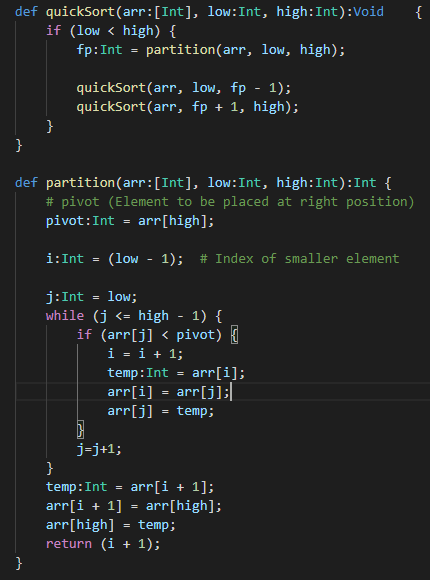 def quickSort(arr:[Int], low:Int, high:Int):Void    {
    if (low < high) {
        fp:Int = partition(arr, low, high);

        quickSort(arr, low, fp - 1);
        quickSort(arr, fp + 1, high);
    }
}

def partition(arr:[Int], low:Int, high:Int):Int {
    # pivot (Element to be placed at right position)
    pivot:Int = arr[high];

    i:Int = (low - 1);  # Index of smaller element

    j:Int = low;
    while (j <= high - 1) {
        if (arr[j] < pivot) {
            i = i + 1;
            temp:Int = arr[i];
            arr[i] = arr[j];
            arr[j] = temp;
        }
        j=j+1;
    }
    temp:Int = arr[i + 1];
    arr[i + 1] = arr[high];
    arr[high] = temp;
    return (i + 1);
}